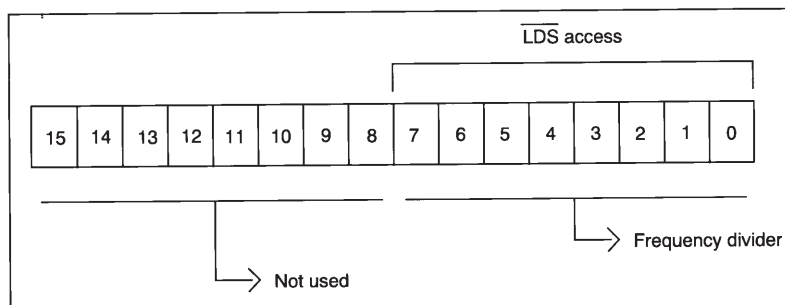 LDS access
15 14 13 12 11 10 9 8 7 6 5 4 3 2 1 0
Frequency divider
Not used